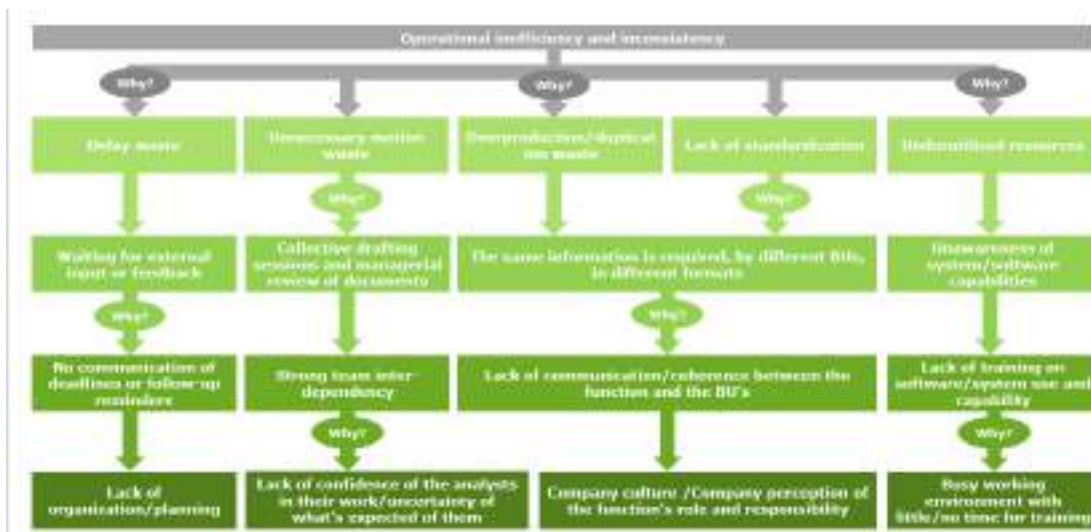 Operational inefficiency and inconsistency
Why?
Why?
Why?
Delay waste
Unnecessary motion
waste
Overproduction/duplicat
ion waste
Lack of standardization
Underutilized resources
Why?
Why?
Waiting for external
input or feedback
Collective drafting
sessions and managerial
review of documents
The same information is required, by different BUs,
in different formats
Unawareness of
system/software
capabilities
Why?
Why?
No communication of
deadlines or follow up
reminders
Strong team inter-
dependency
Lack of communication/coherence between the
function and the BU's
Lack of training on
software/system use and
capability
Why?
Why?
Lack of
organization/planning
Lack of confidence of the analysts
in their work/uncertainty of
what's expected of them
Company culture /Company perception of
the function's role and responsibility
Busy working
environment with
little/no time for training